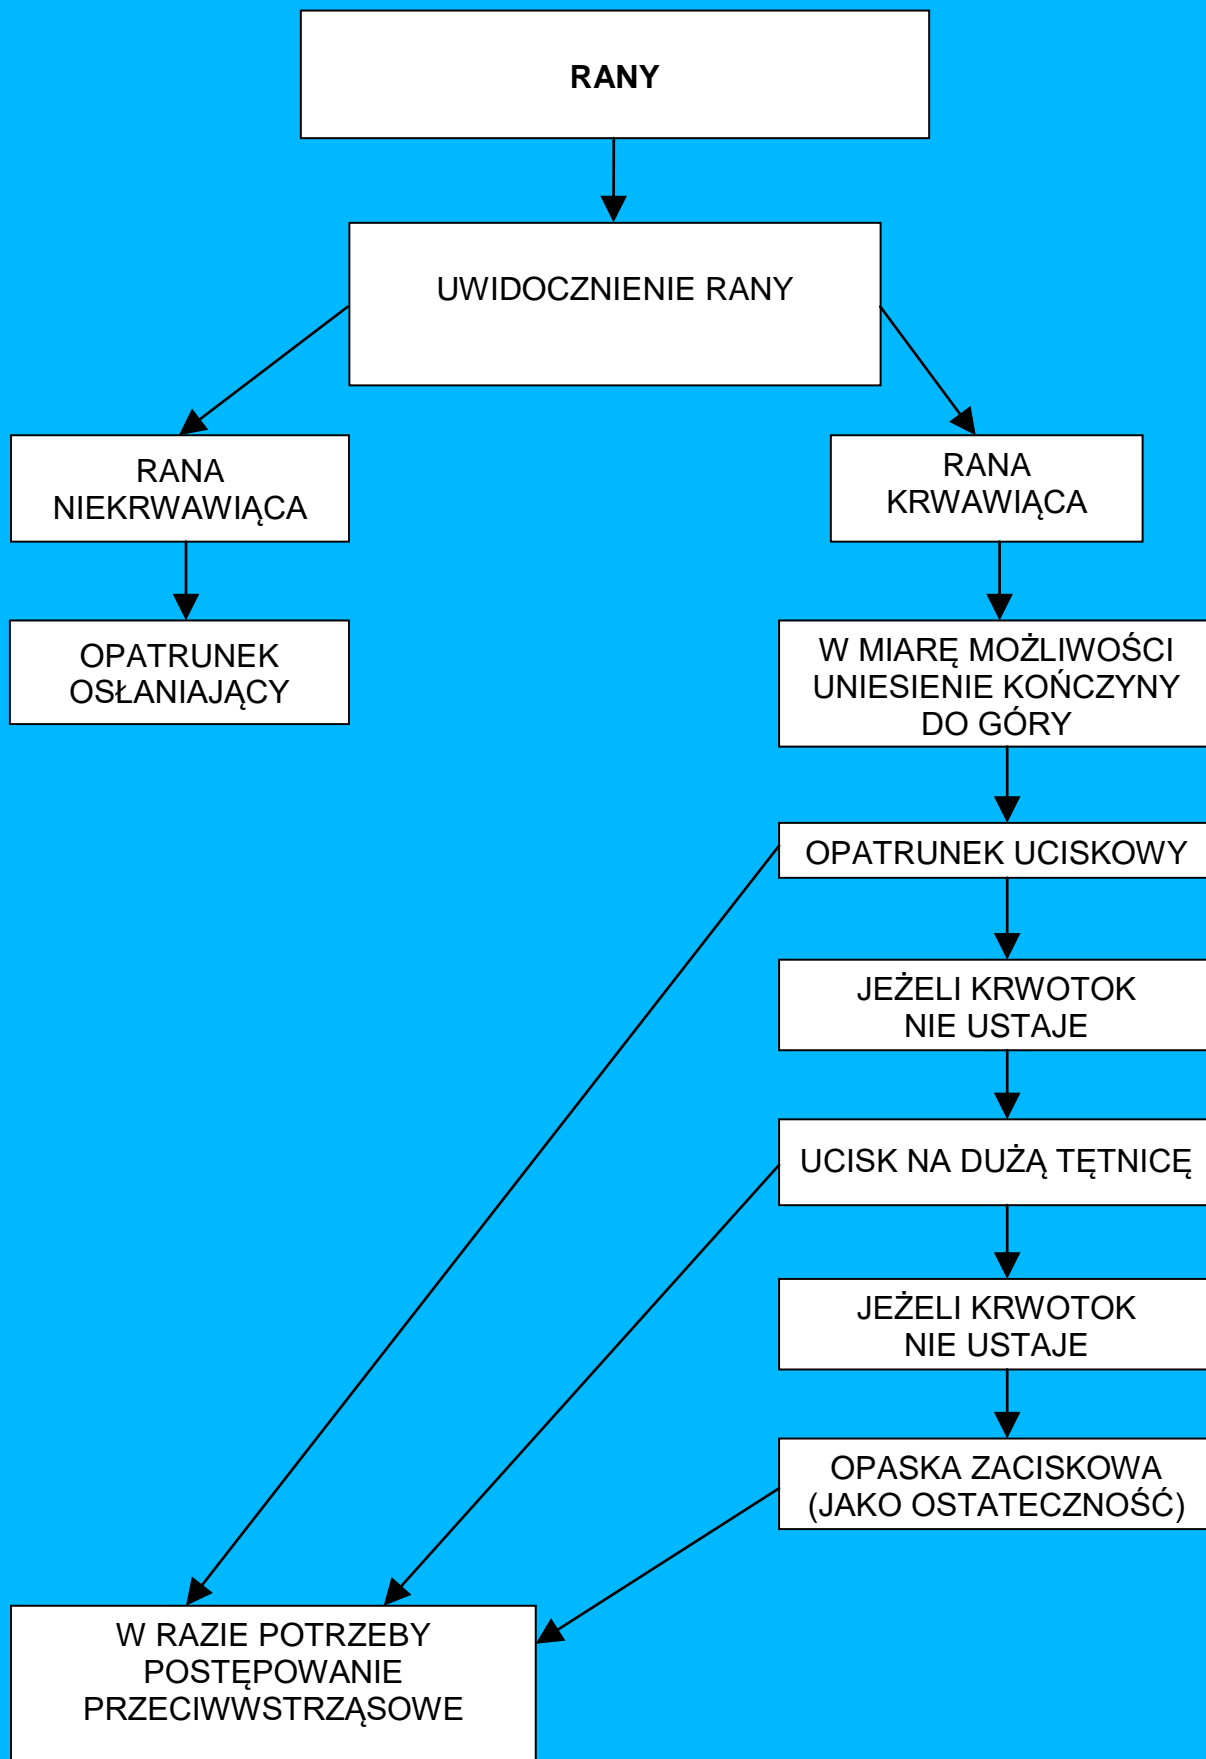 RANY
UWIDOCZNIENIE RANY
RANA
NIEKRWAWIĄCA
RANA
KRWAWIĄCA
OPATRUNEK
OSŁANIAJĄCY
W MIARĘ MOŻLIWOŚCI
UNIESIENIE KOŃCZYNY
DO GÓRY
OPATRUNEK UCISKOWY
JEŻELI KRWOTOK
NIE USTAJE
UCISK NA DUŻĄ TĘTNICĘ
JEŻELI KRWOTOK
NIE USTAJE
OPASKA ZACISKOWA
(JAKO OSTATECZNOŚĆ)
W RAZIE POTRZEBY
POSTĘPOWANIE
PRZECIWWSTRZĄSOWE